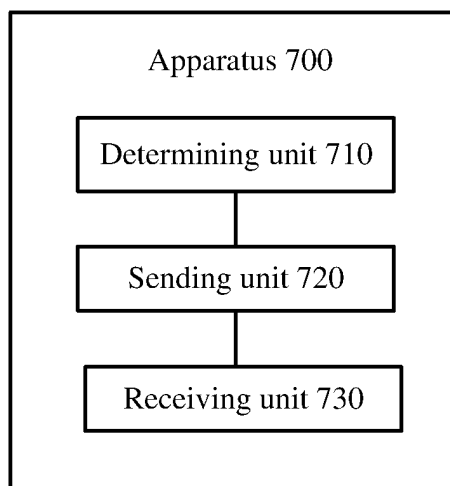 Apparatus 700
Determining unit 710
Sending unit 720
Receiving unit 730